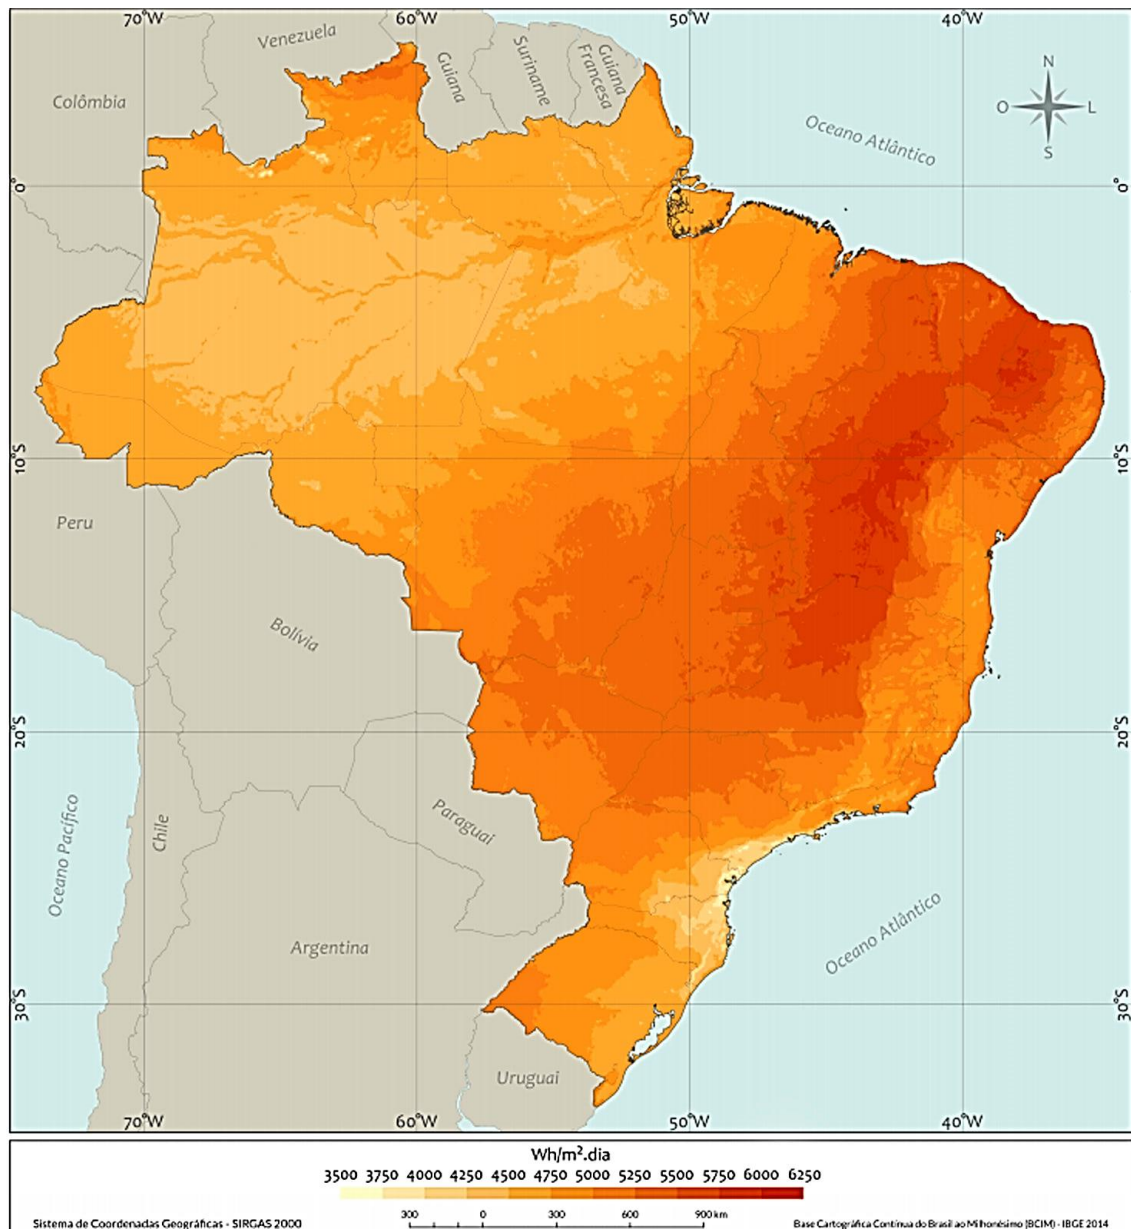 70°W 60°W 50°W 40°W
Venezuela
Guiana
Suriname
Guiana
Francesa
Colômbia
N
O L
S
Oceano Atlântico
0 0
10°S 10°S
Peru
Bolívia
20°S 20°S
Oceano Pacífico
Chile
Paraguai
Argentina
Oceano Atlântico
30°S 30°S
Uruguai
70°W 60°W 50°W 40°W
Wh/m².dia
3500 3750 4000 4250 4500 4750 5000 5250 5500 5750 6000 6250
300 0 300 600 900 km
Sistema de Coordenadas Geográficas - SIRGAS 2000
Base Cartográfica Contínua do Brasil ao Milhonésimo (BCIM) - IBGE 2014